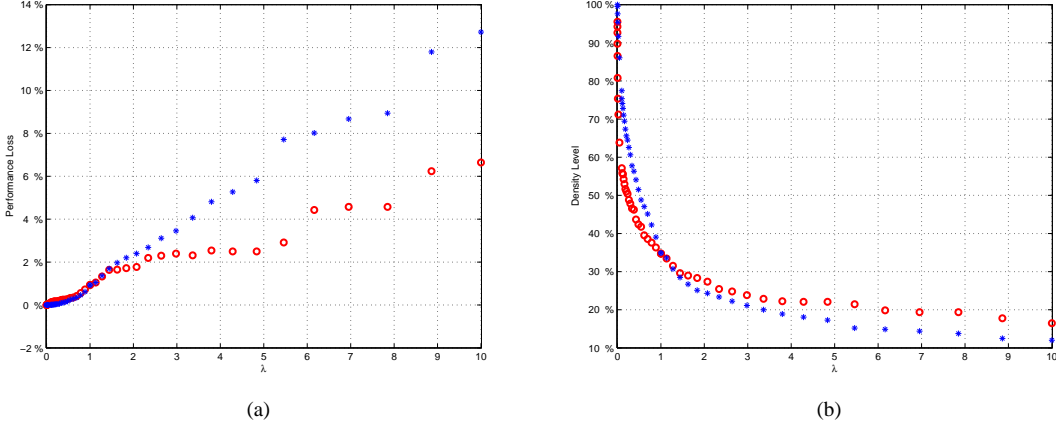 14 %
12 %
10 %
8 %
6 %
4 %
2 %
0 %
−2 %
Performance Loss
0 1 2 3 4 5 6 7 8 9 10
λ
(a)
100 %
90 %
80 %
70 %
60 %
50 %
40 %
30 %
20 %
10 %
Density Level
0 1 2 3 4 5 6 7 8 9 10
λ
(b)